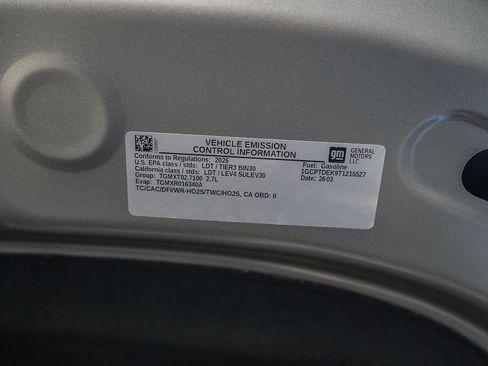 VEHICLE EMISSION
CONTROL INFORMATION
gm
GENERAL
MOTORS
LLC
Conforms to Regulations: 2026
U.S. EPA class / stds: LDT / TIER3 BIN30
California class / stds: LDT / LEV4 SULEV30
Group: TGMXT02.7100 2.7L
Evap: TGMXR016340A
TC/CAC/DFI/WR-HO2S/TWC/HO2S, CA OBD: II
Fuel: Gasoline
1GCPTDEK9T1215527
Date: 26 03